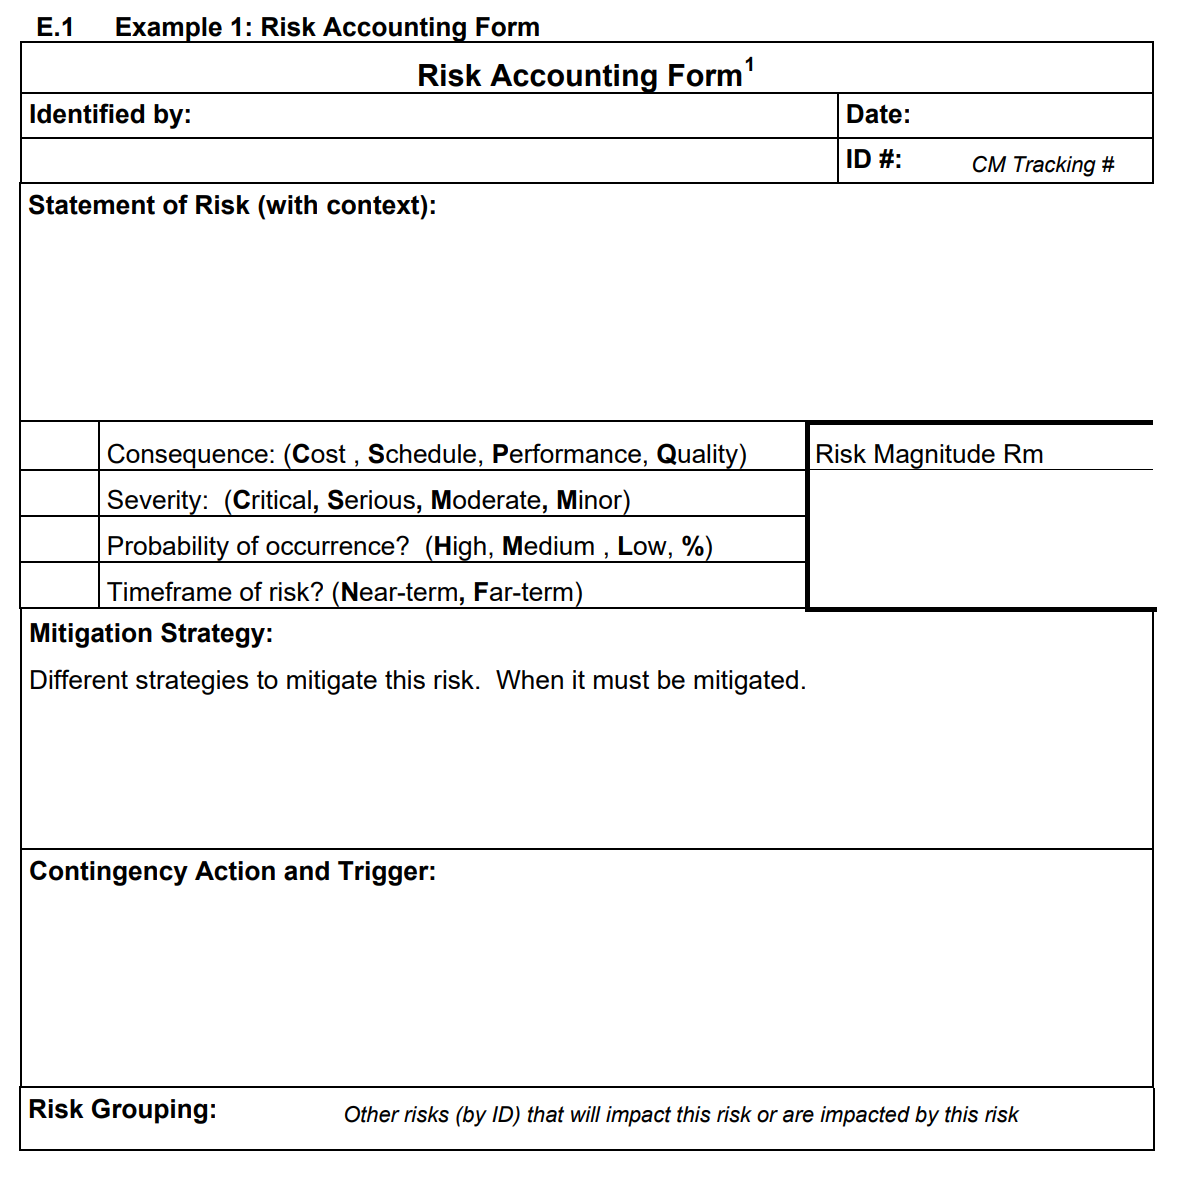 E.1 Example 1: Risk Accounting Form
Risk Accounting Form1
Identified by: Date:
ID #: CM Tracking #
Statement of Risk (with context):
Consequence: (Cost , Schedule, Performance, Quality) Risk Magnitude Rm
Severity: (Critical, Serious, Moderate, Minor)
Probability of occurrence? (High, Medium , Low, %)
Timeframe of risk? (Near-term, Far-term)
Mitigation Strategy:
Different strategies to mitigate this risk. When it must be mitigated.
Contingency Action and Trigger:
Risk Grouping: Other risks (by ID) that will impact this risk or are impacted by this risk